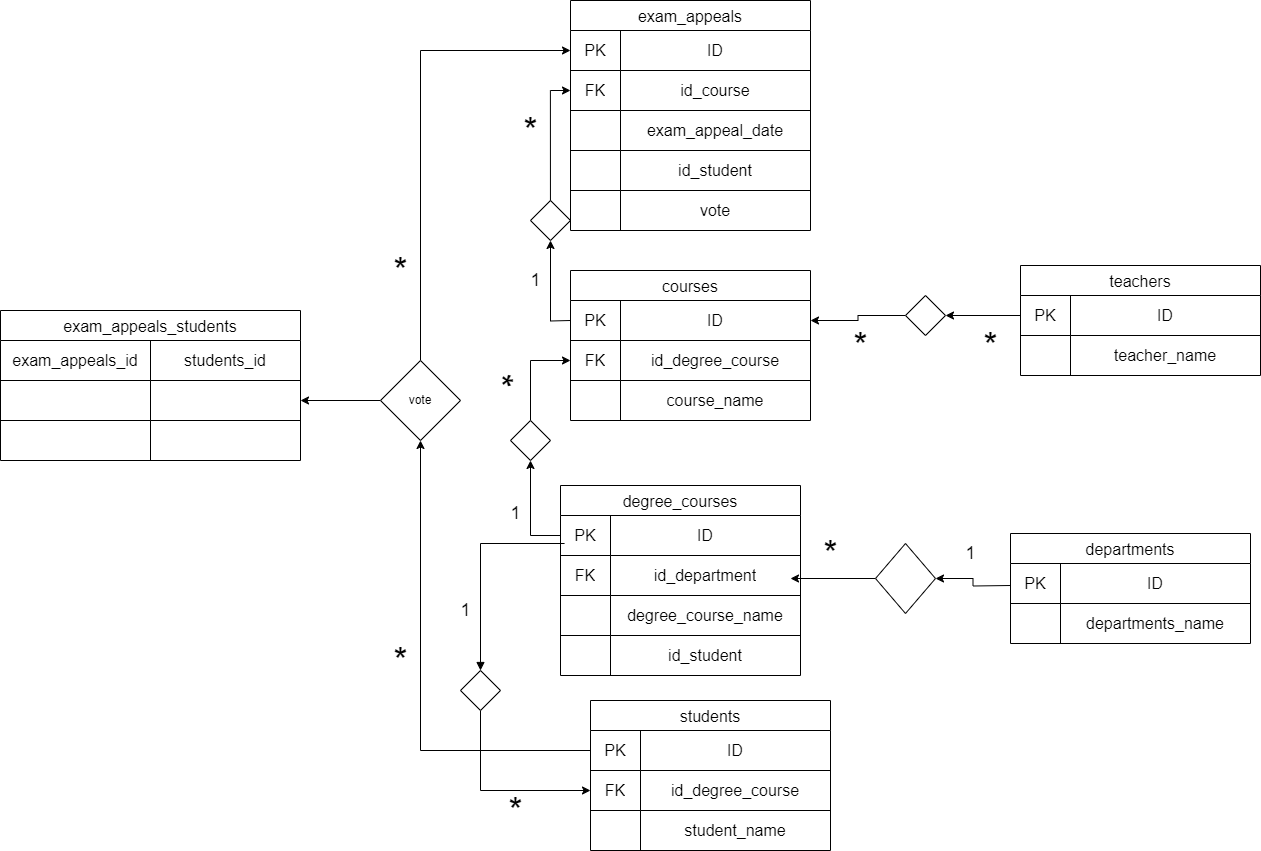 exam_appeals
PK ID
FK id_course
exam_appeal_date
id_student
vote
*
*
1
courses
PK ID
FK id_degree_course
course_name
*
*
teachers
PK ID
teacher_name
exam_appeals_students
exam_appeals_id students_id
vote
*
1
degree_courses
PK ID
FK id_department
degree_course_name
id_student
*
1
departments
PK ID
departments_name
1
*
students
PK ID
FK id_degree_course
student_name
*